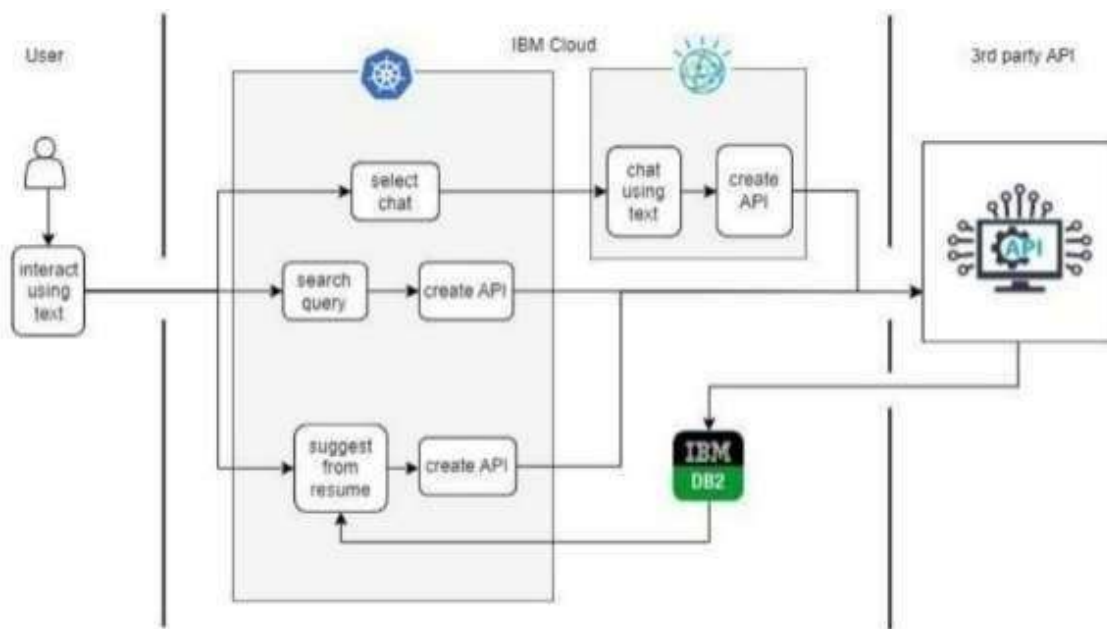 User
IBM Cloud
3rd party API
select
chat
chat
using
text
create
API
API
interact
using
text
search
query
create API
suggest
from
resume
create API
IBM
DB2